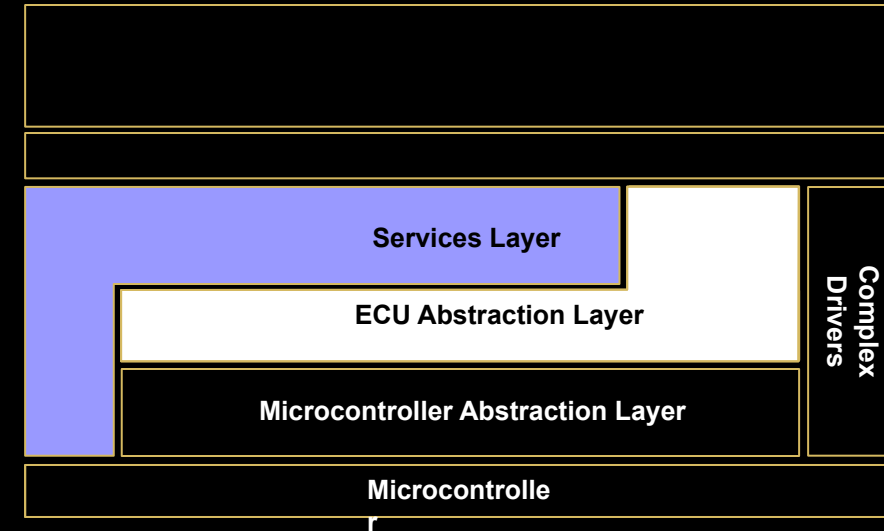 Services Layer
ECU Abstraction Layer
Complex
Drivers
Microcontroller Abstraction Layer
Microcontrolle
r